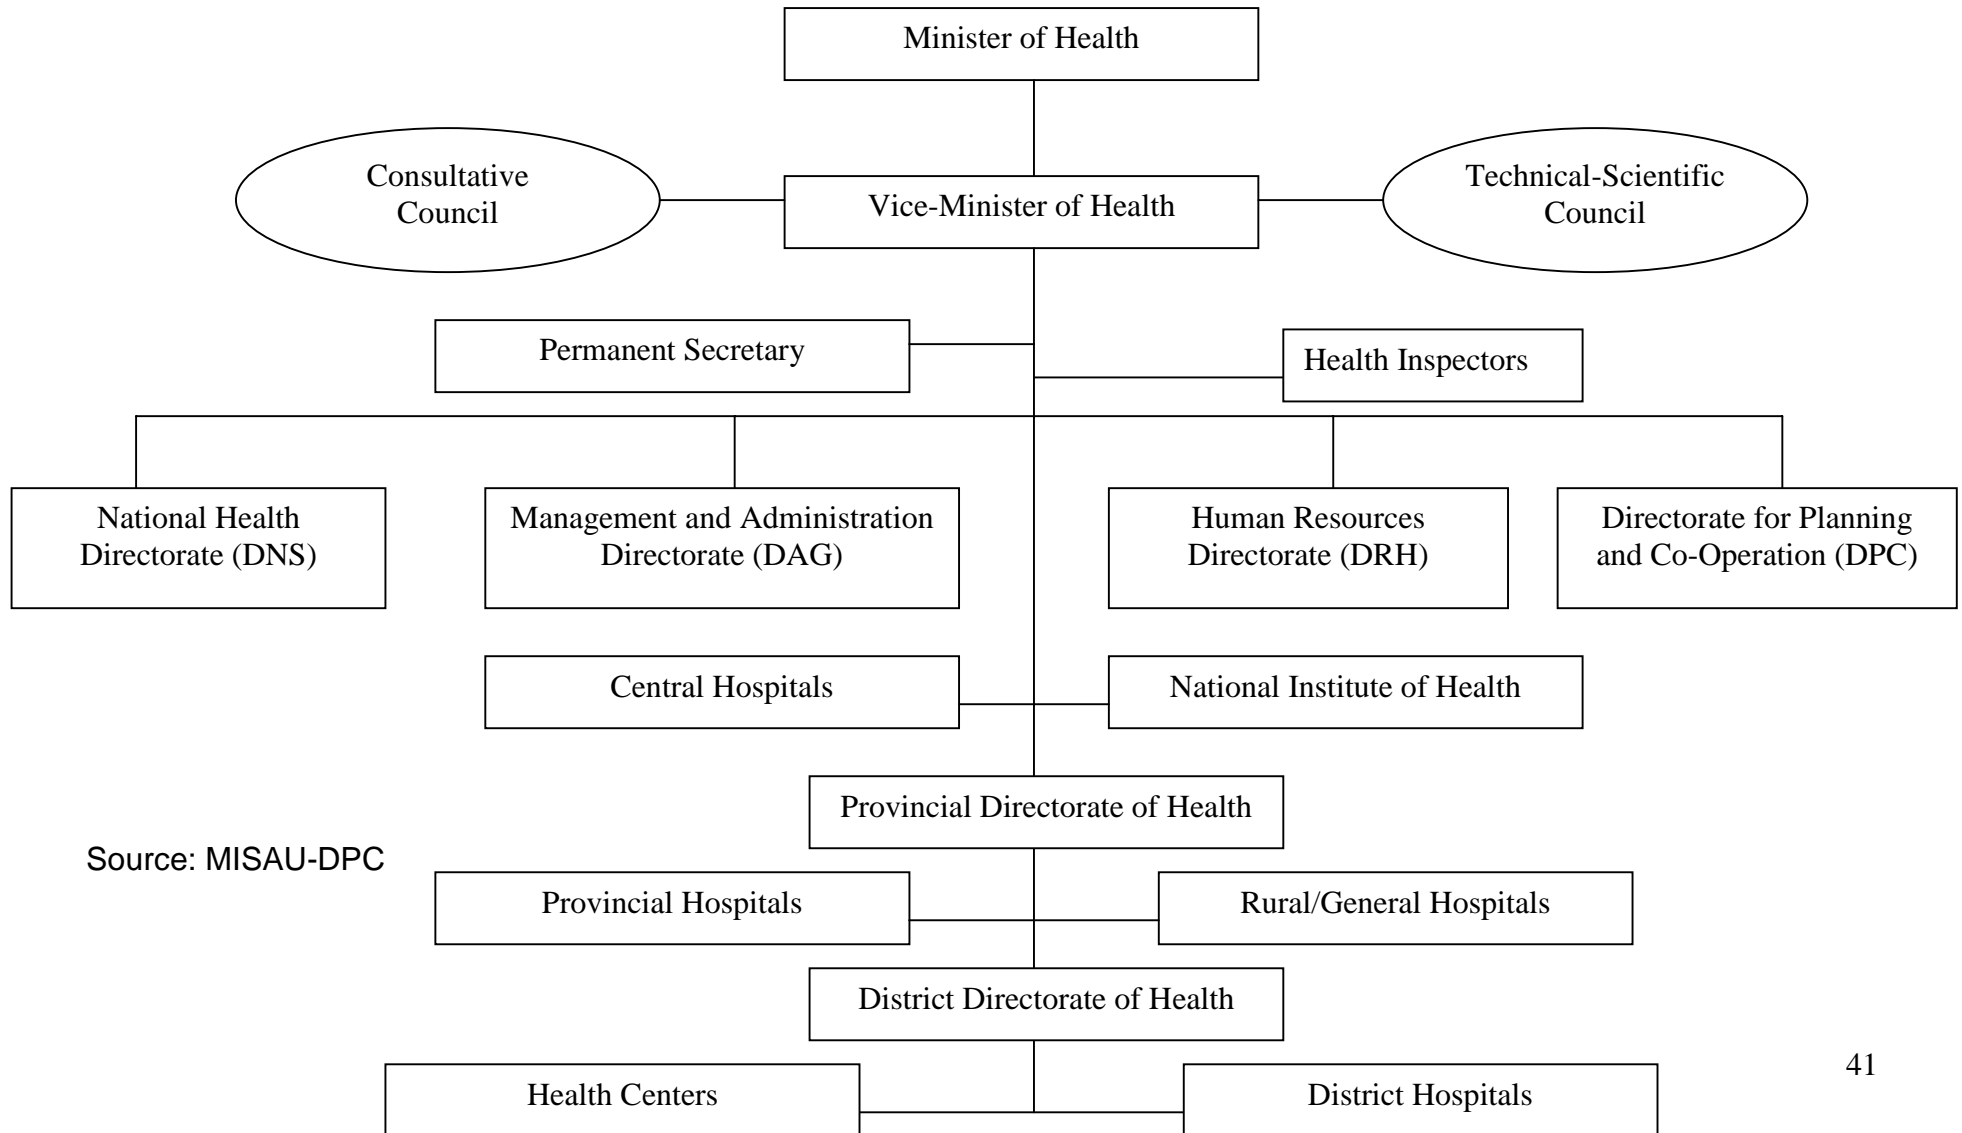 Minister of Health
Consultative
Council
Vice-Minister of Health
Technical-Scientific
Council
Permanent Secretary
Health Inspectors
National Health
Directorate (DNS)
Management and Administration
Directorate (DAG)
Human Resources
Directorate (DRH)
Directorate for Planning
and Co-Operation (DPC)
Central Hospitals
National Institute of Health
Provincial Directorate of Health
Source: MISAU-DPC
Provincial Hospitals
Rural/General Hospitals
District Directorate of Health
Health Centers
District Hospitals
41